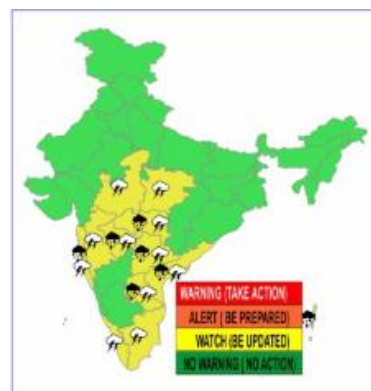 WARNING (TAKE ACTION)
ALERT ( BE PREPARED)
WATCH (BE UPDATED)
NO WARNING ( NO ACTION)